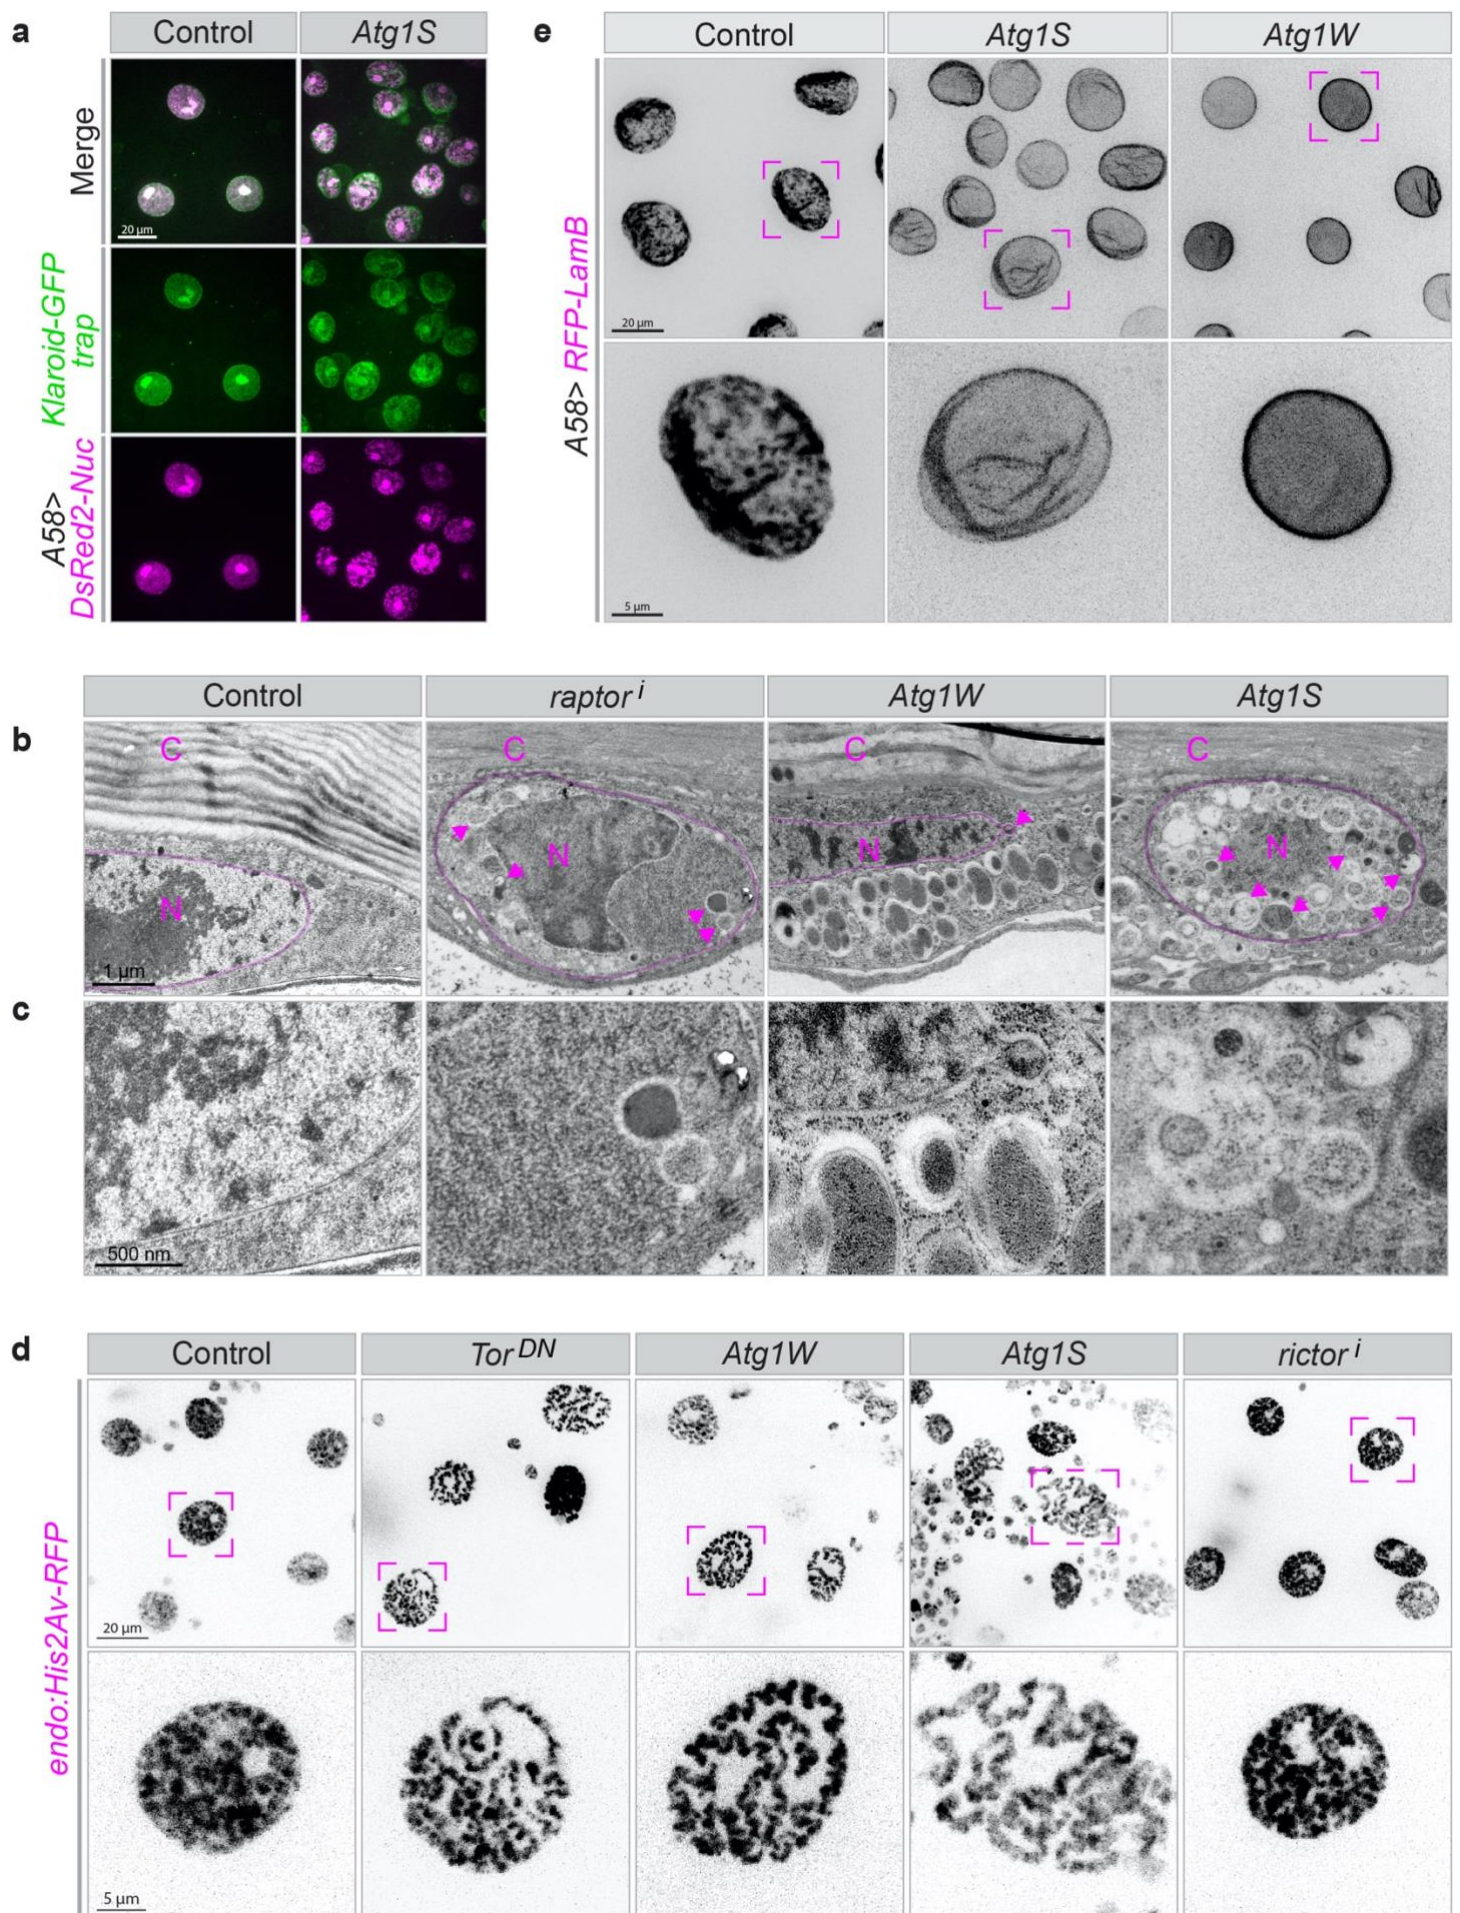 a
Control
Atg1S
Merge
20 µm
Klaroid-GFP
trap
A58>
DsRed2-Nuc
e
Control
Atg1S
Atg1W
A58> RFP-LamB
20 µm
5 µm
Control
raptor i
Atg1W
Atg1S
b
C
C
C
C
N
N
N
N
1 µm
c
500 nm
d
Control
Tor DN
Atg1W
Atg1S
rictor i
endo:His2Av-RFP
20 µm
5 µm